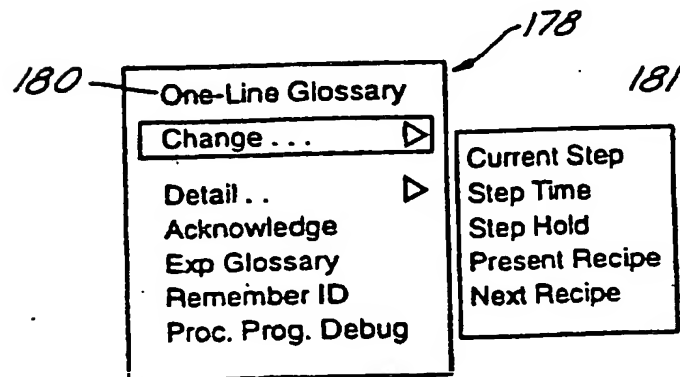 178
180
181
One-Line Glossary
Change . . .
Detail . .
Acknowledge
Exp Glossary
Remember ID
Proc. Prog. Debug
Current Step
Step Time
Step Hold
Present Recipe
Next Recipe